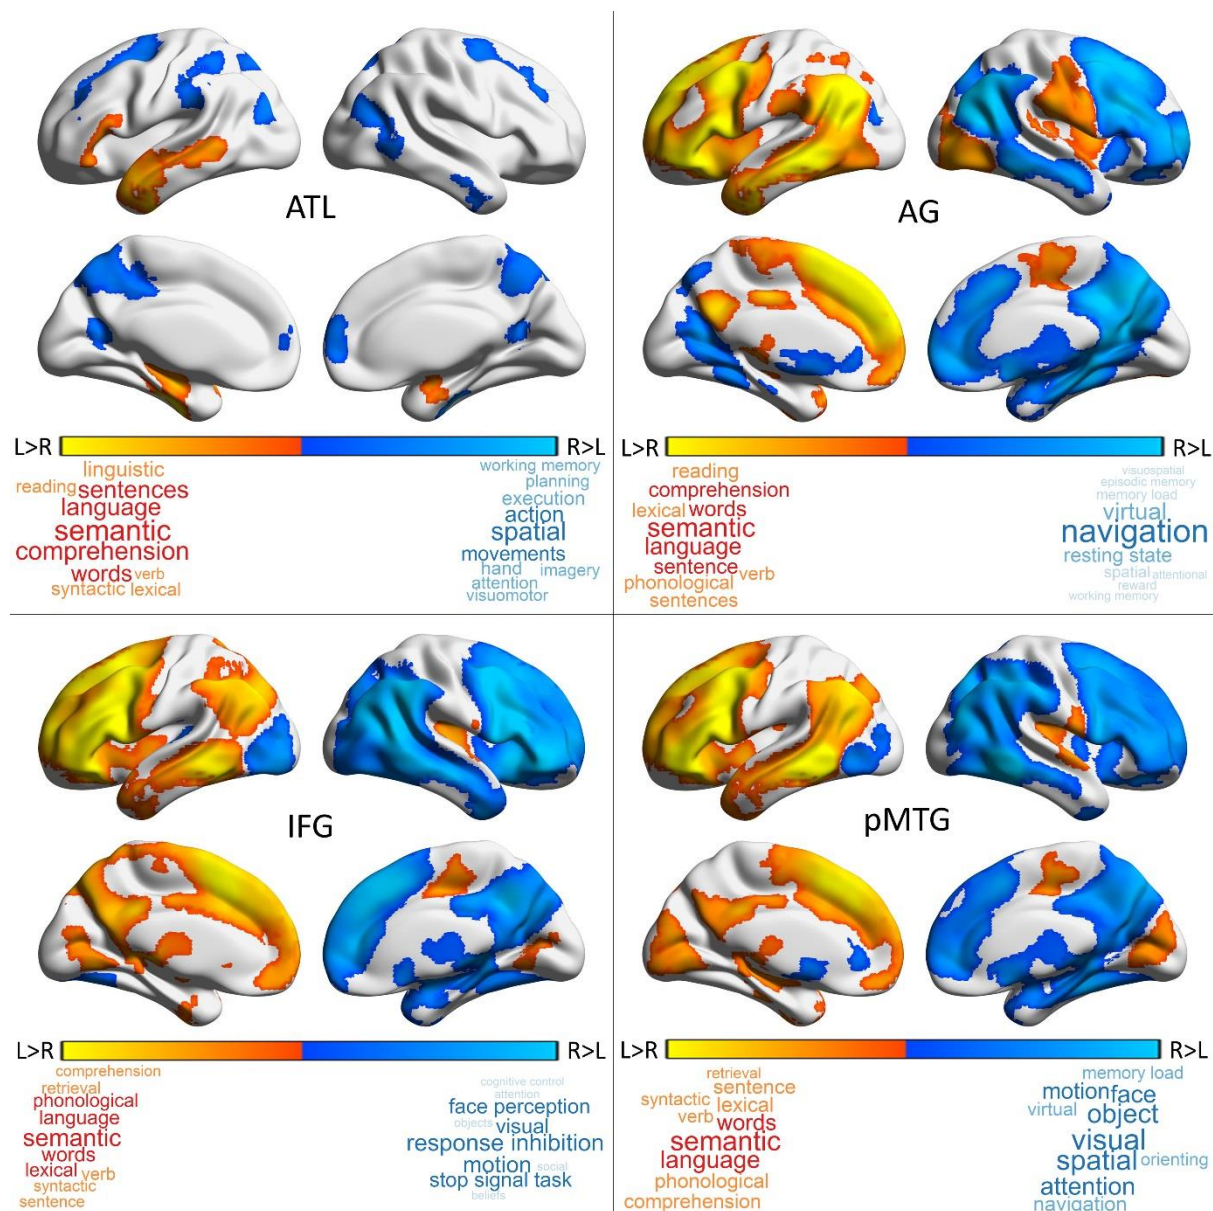 ATL
L>R R>L
linguistic
reading sentences
language
semantic
comprehension
words verb
syntactic lexical
working memory
planning
execution
action
spatial
movements
hand imagery
attention
visuomotor
AG
L>R R>L
reading
comprehension
lexical words
semantic
language
sentence verb
phonological
sentences
visuospatial
episodic memory
memory load
virtual
navigation
resting state
spatial attentional
reward
working memory
IFG
L>R R>L
comprehension
retrieval
phonological
language
semantic
words
lexical verb
syntactic
sentence
cognitive control
attention
face perception
objects visual
response inhibition
motion social
stop signal task
beliefs
pMTG
L>R R>L
retrieval
sentence
syntactic lexical
verb words
semantic
language
phonological
comprehension
memory load
motion face
virtual object
visual
spatial orienting
attention
navigation